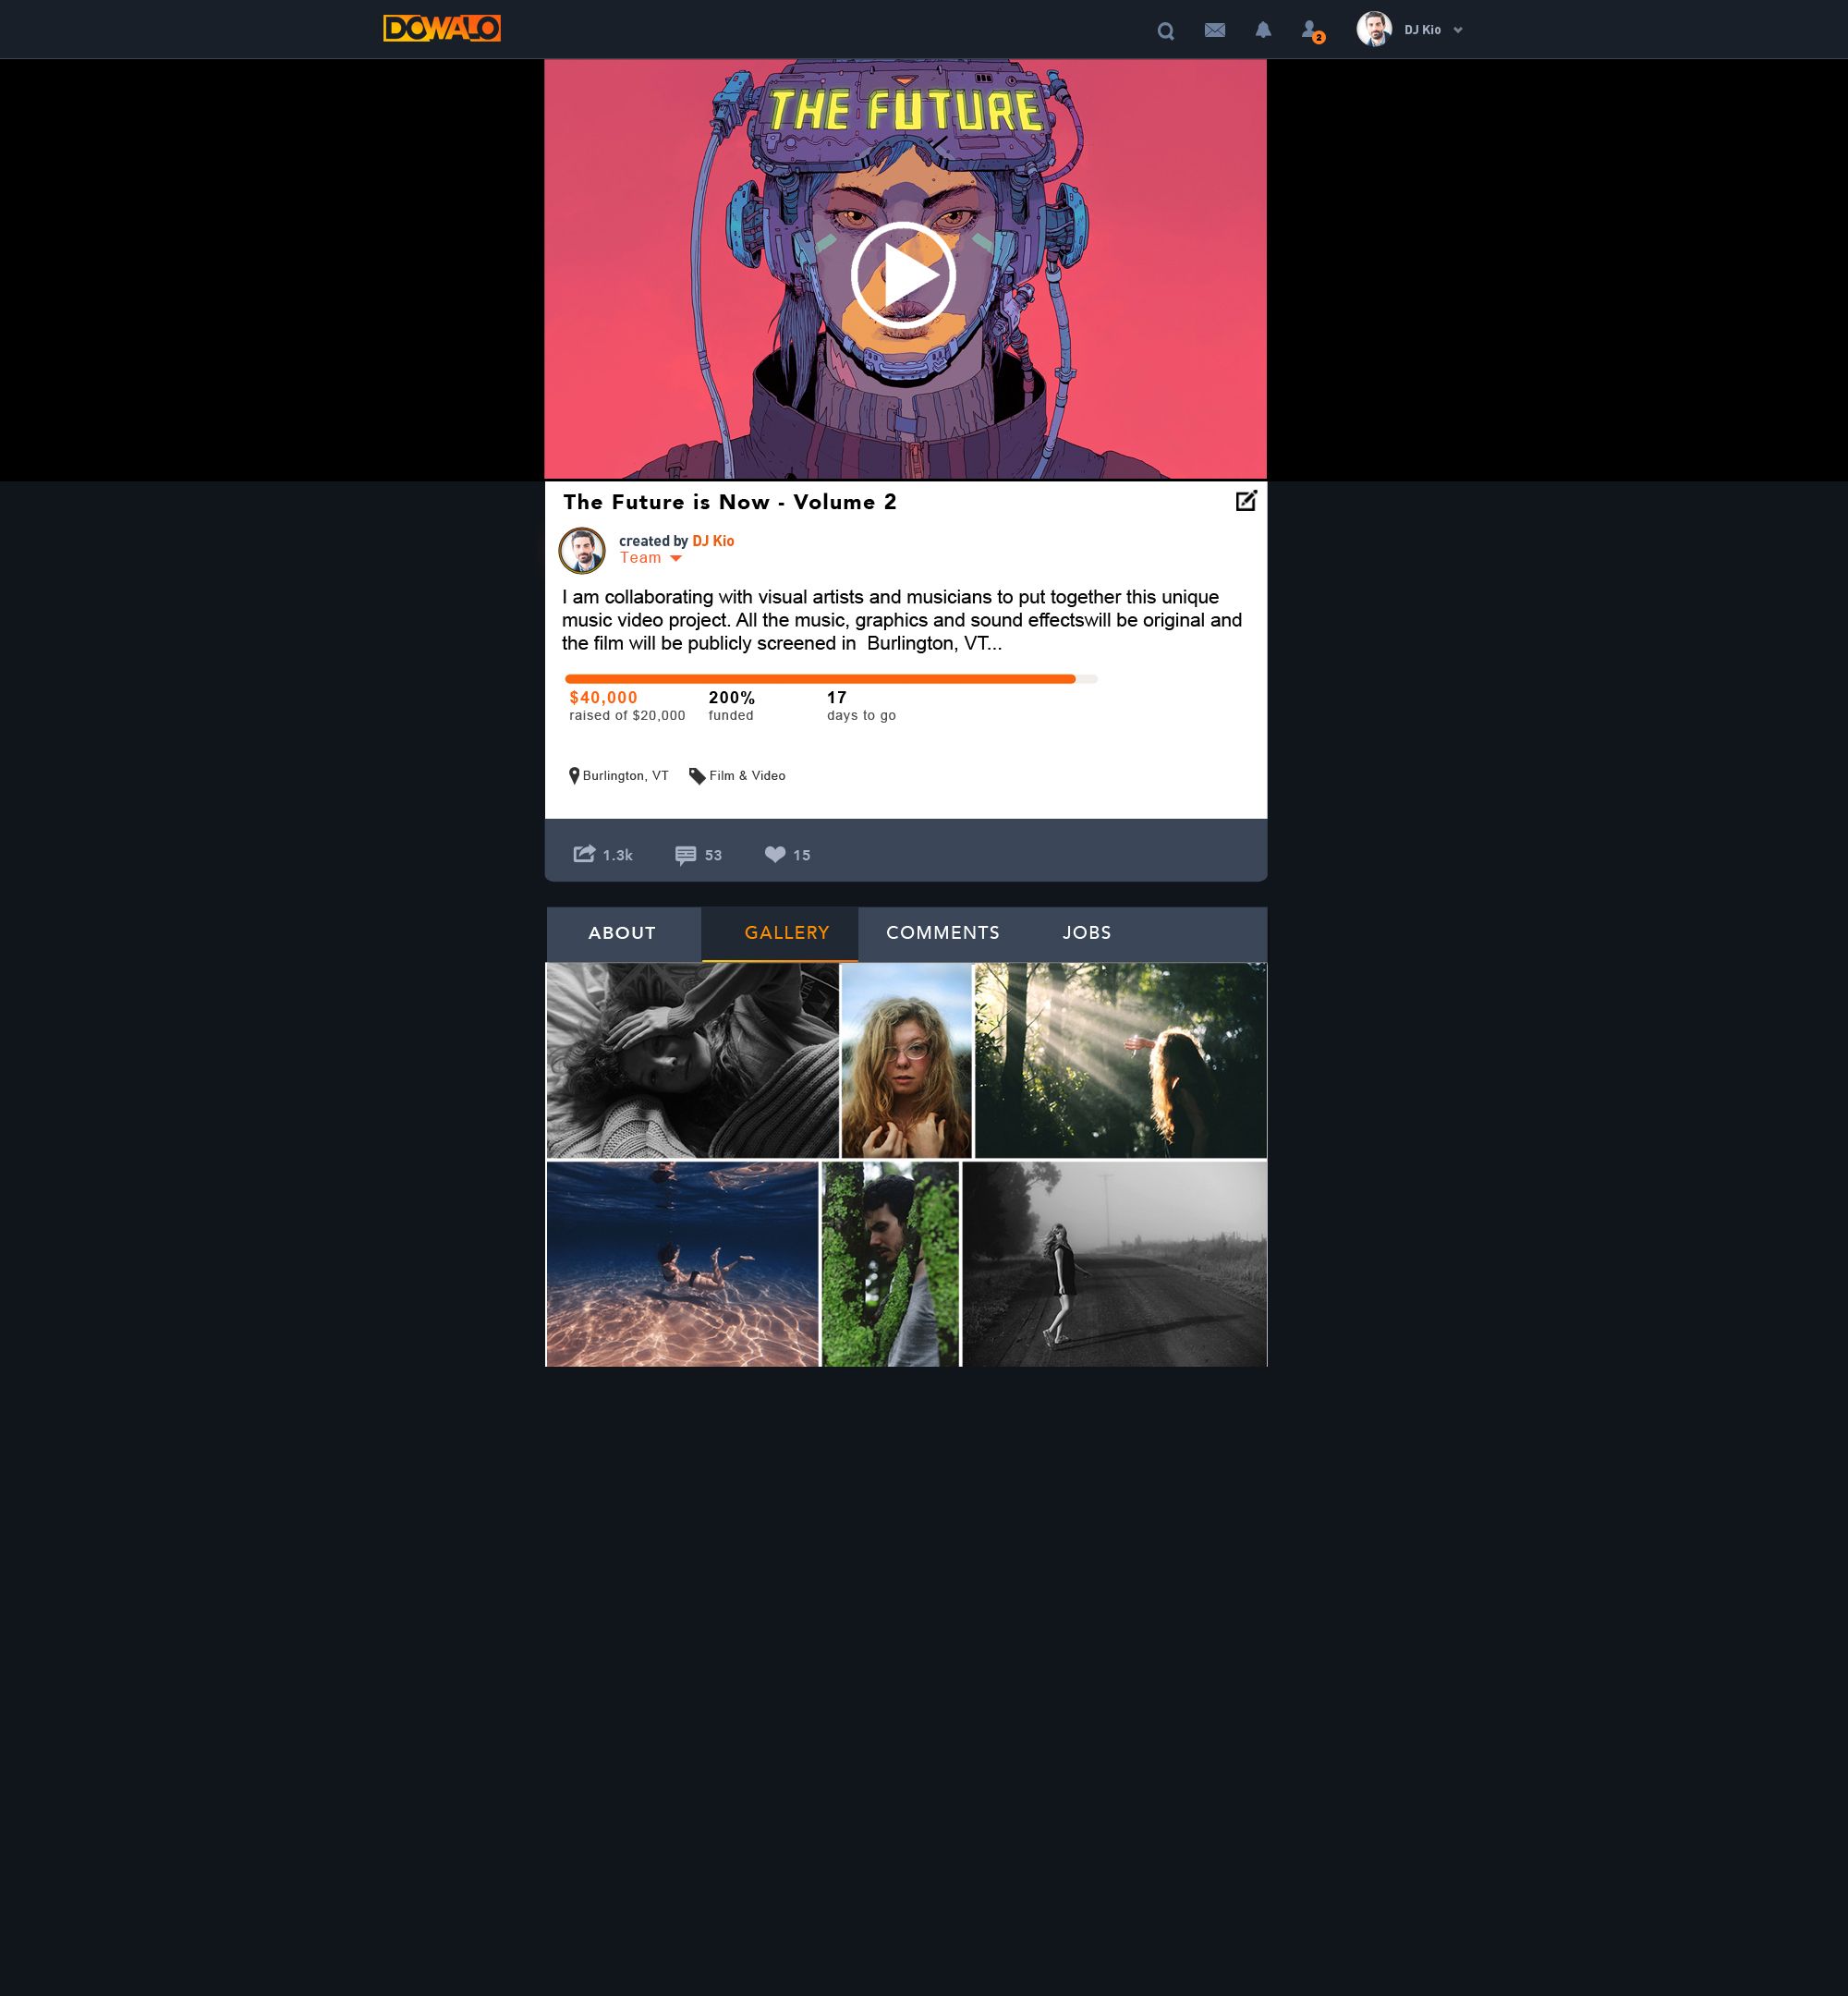 DOWALO
2
DJ Kio
THE FUTURE
The Future is Now - Volume 2
created by DJ Kio
Team
I am collaborating with visual artists and musicians to put together this unique
music video project. All the music, graphics and sound effectswill be original and
the film will be publicly screened in  Burlington, VT...
$40,000 200% 17
raised of $20,000 funded days to go
Burlington, VT Film & Video
1.3k 53 15
ABOUT GALLERY COMMENTS JOBS